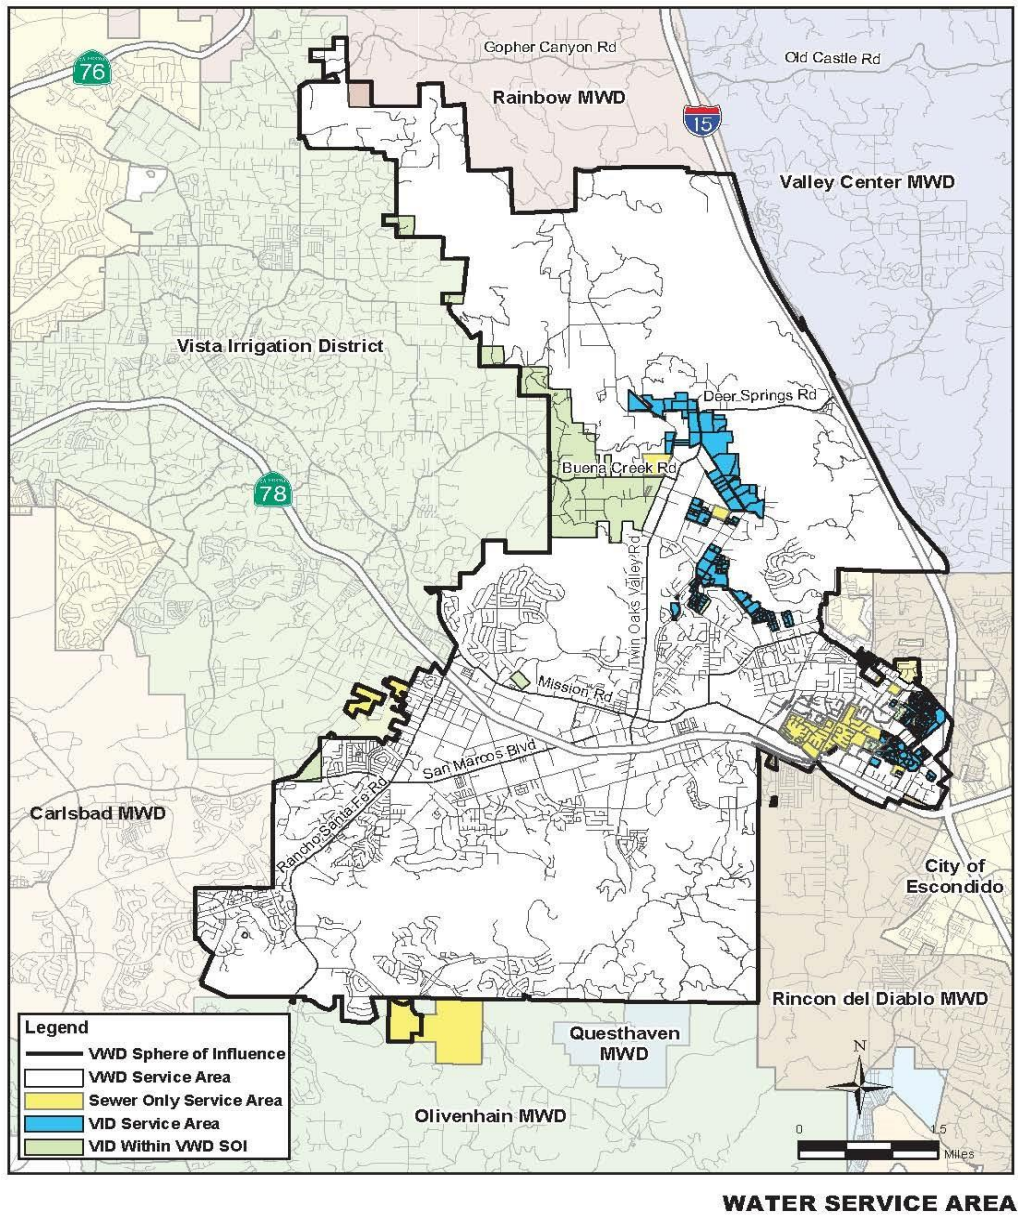 Gopher Canyon Rd
Old Castle Rd
76
Rainbow MWD
15
Valley Center MWD
Vista Irrigation District
Deer Springs Rd
Buena Creek Rd
78
Twin Oaks Valley Rd
Mission Rd
San Marcos Blvd
Rancho Santa Fe Rd
Carlsbad MWD
City of
Escondido
Rincon del Diablo MWD
Questhaven
MWD
Olivenhain MWD
Legend
VWD Sphere of Influence
VWD Service Area
Sewer Only Service Area
VID Service Area
VID Within VWD SOI
N
0 1.5
Miles
WATER SERVICE AREA